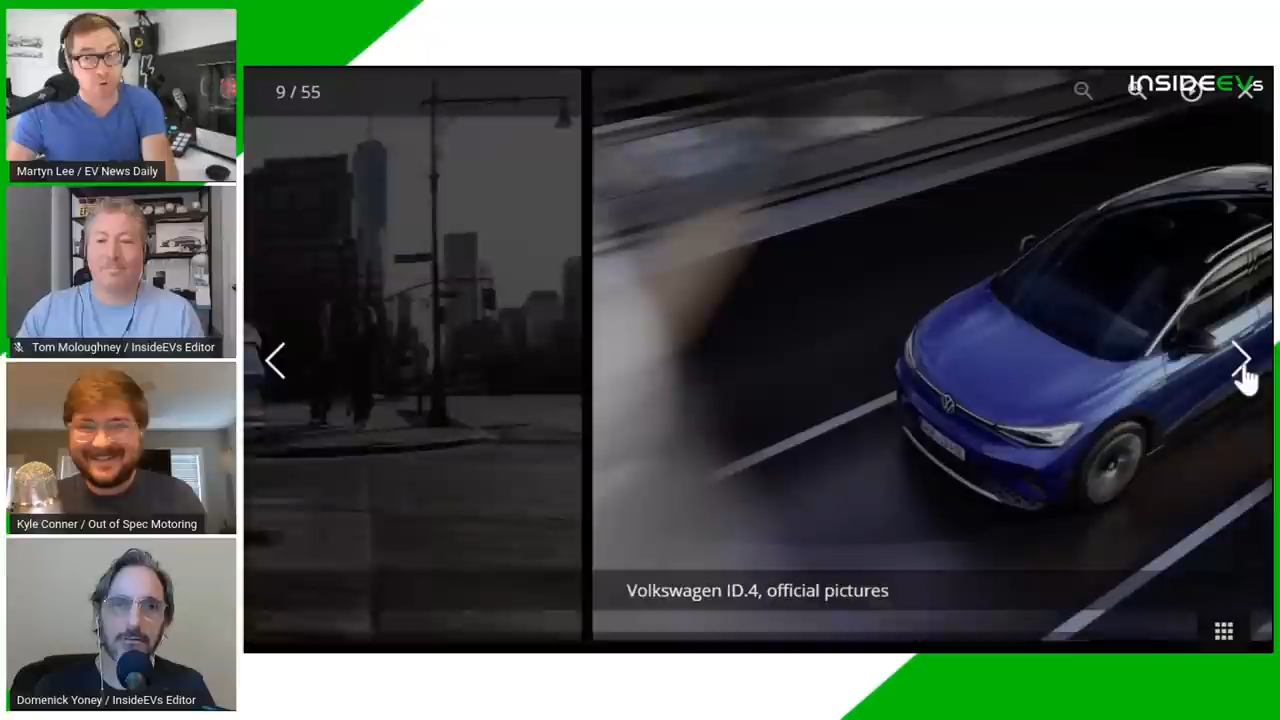 Martyn Lee / EV News Daily
Tom Moloughney / InsideEVs Editor
Kyle Conner / Out of Spec Motoring
Domenick Yoney / InsideEVs Editor
9 / 55
INSIDEEVs
Volkswagen ID.4, official pictures